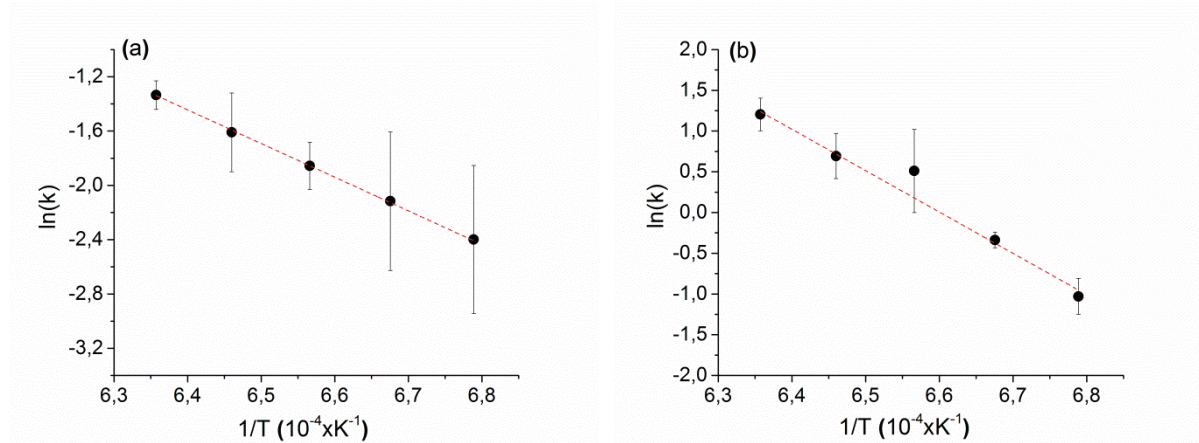 (a)
-1,2
-1,6
-2,0
-2,4
-2,8
-3,2
ln(k)
6,3 6,4 6,5 6,6 6,7 6,8
1/T (10⁻⁴xK⁻¹)
(b)
2,0
1,5
1,0
0,5
0,0
-0,5
-1,0
-1,5
-2,0
ln(k)
6,3 6,4 6,5 6,6 6,7 6,8
1/T (10⁻⁴xK⁻¹)